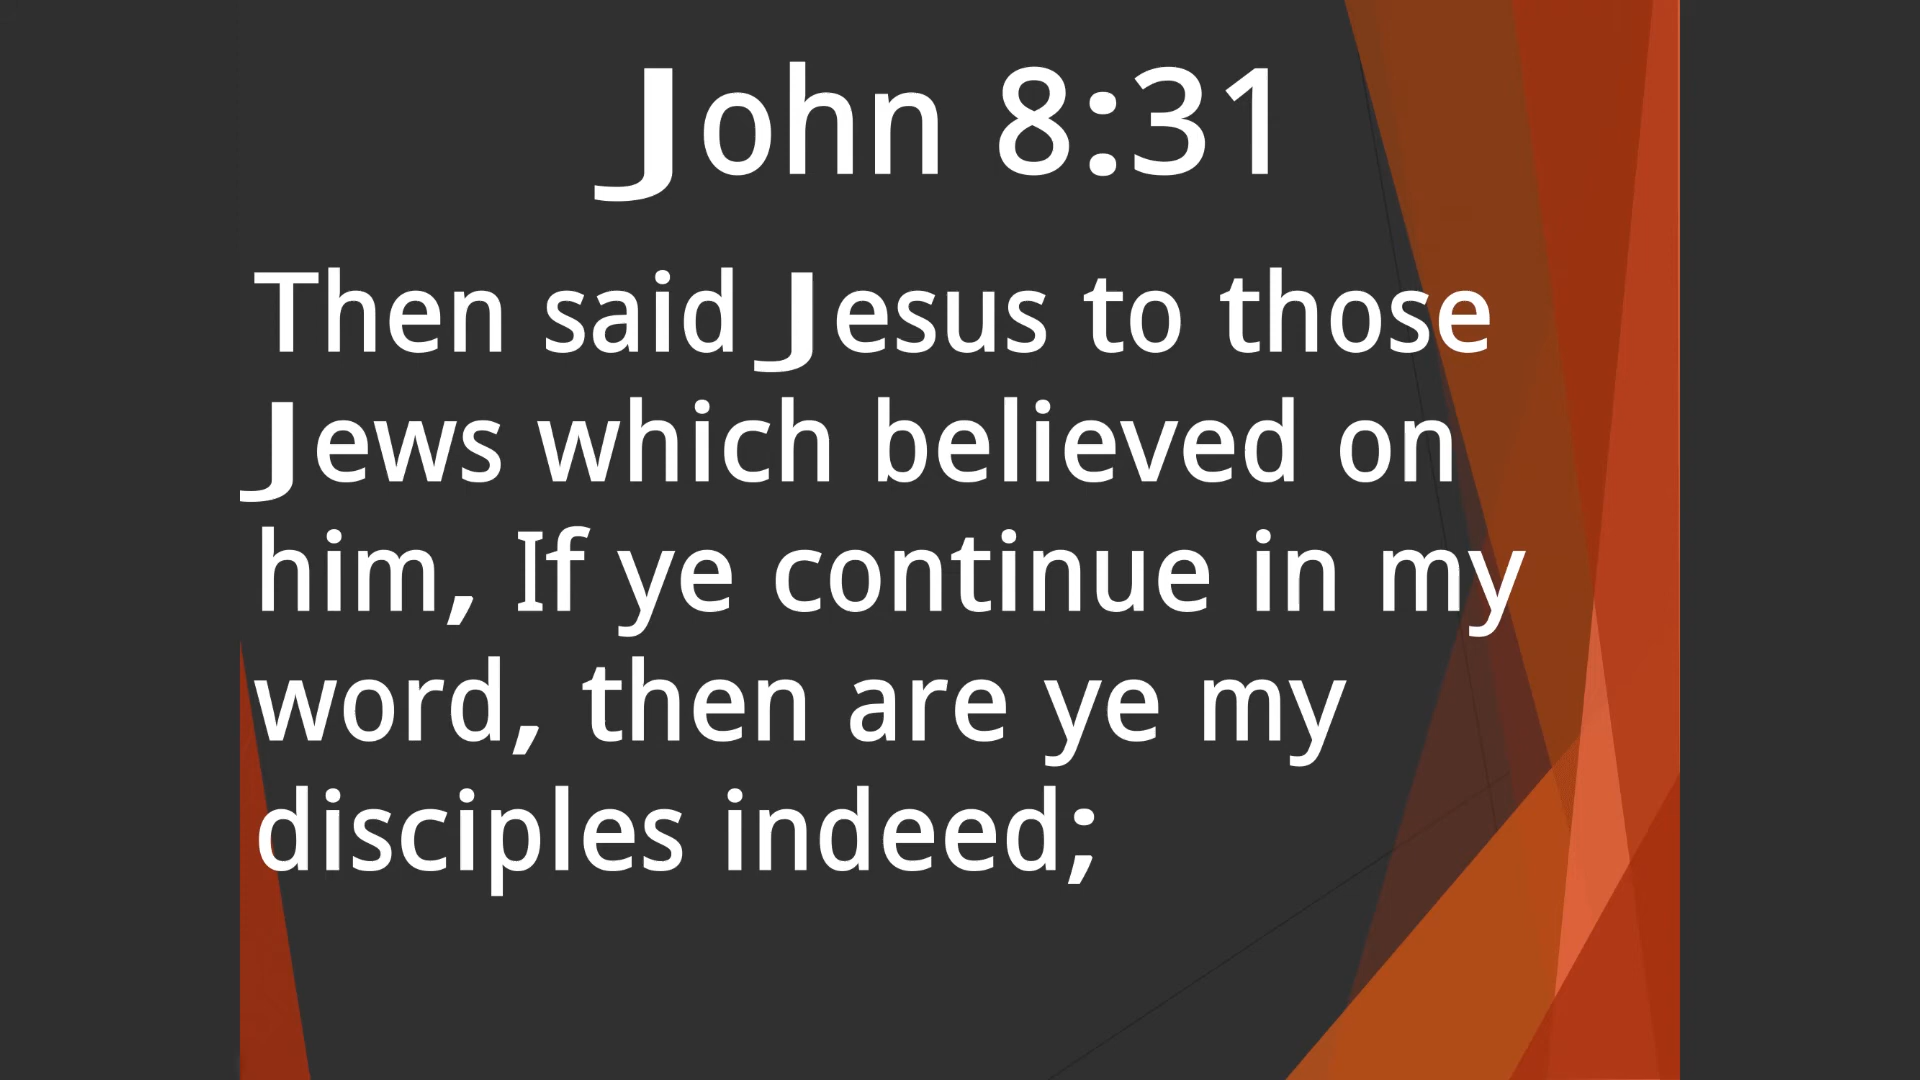 John 8:31
Then said Jesus to those
Jews which believed on
him, If ye continue in my
word, then are ye my
disciples indeed;